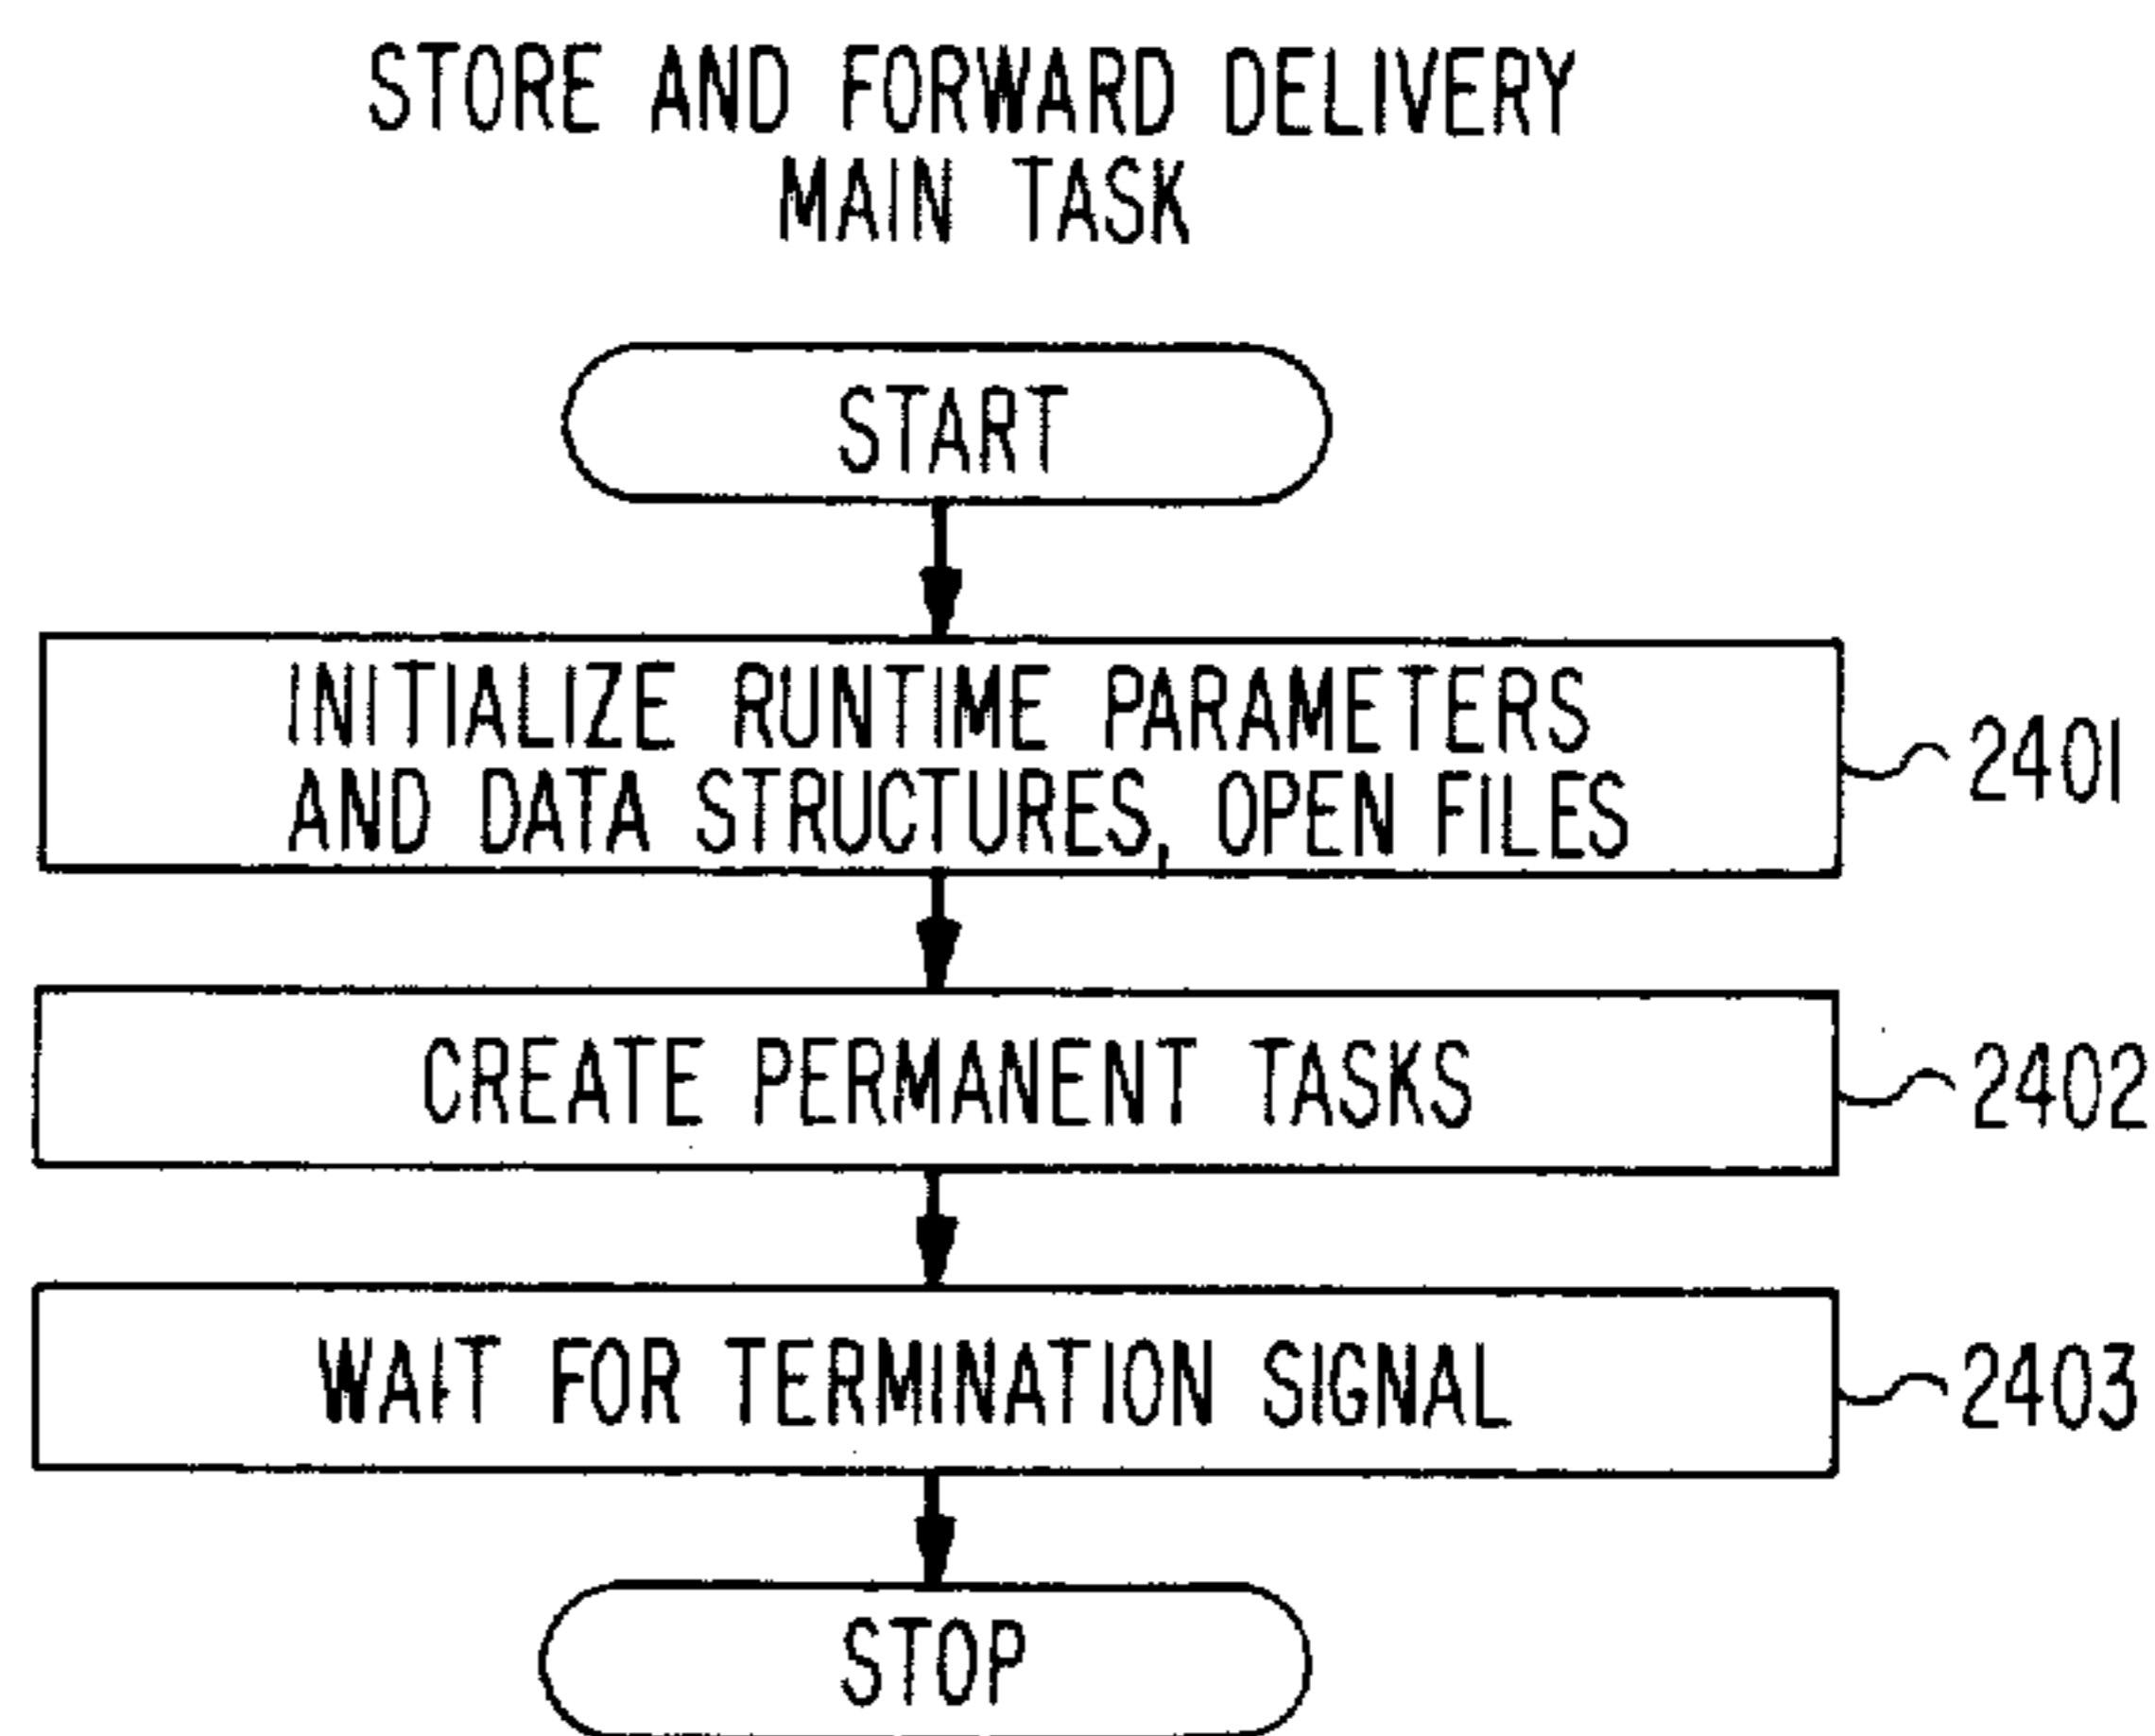 STORE AND FORWARD DELIVERY
MAIN TASK
START
INITIALIZE RUNTIME PARAMETERS
AND DATA STRUCTURES, OPEN FILES
2401
CREATE PERMANENT TASKS
2402
WAIT FOR TERMINATION SIGNAL
2403
STOP